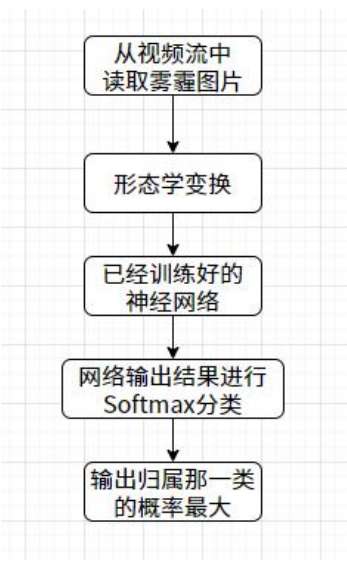 从视频流中
读取雾霾图片
形态学变换
已经训练好的
神经网络
网络输出结果进行
Softmax分类
输出归属那一类
的概率最大